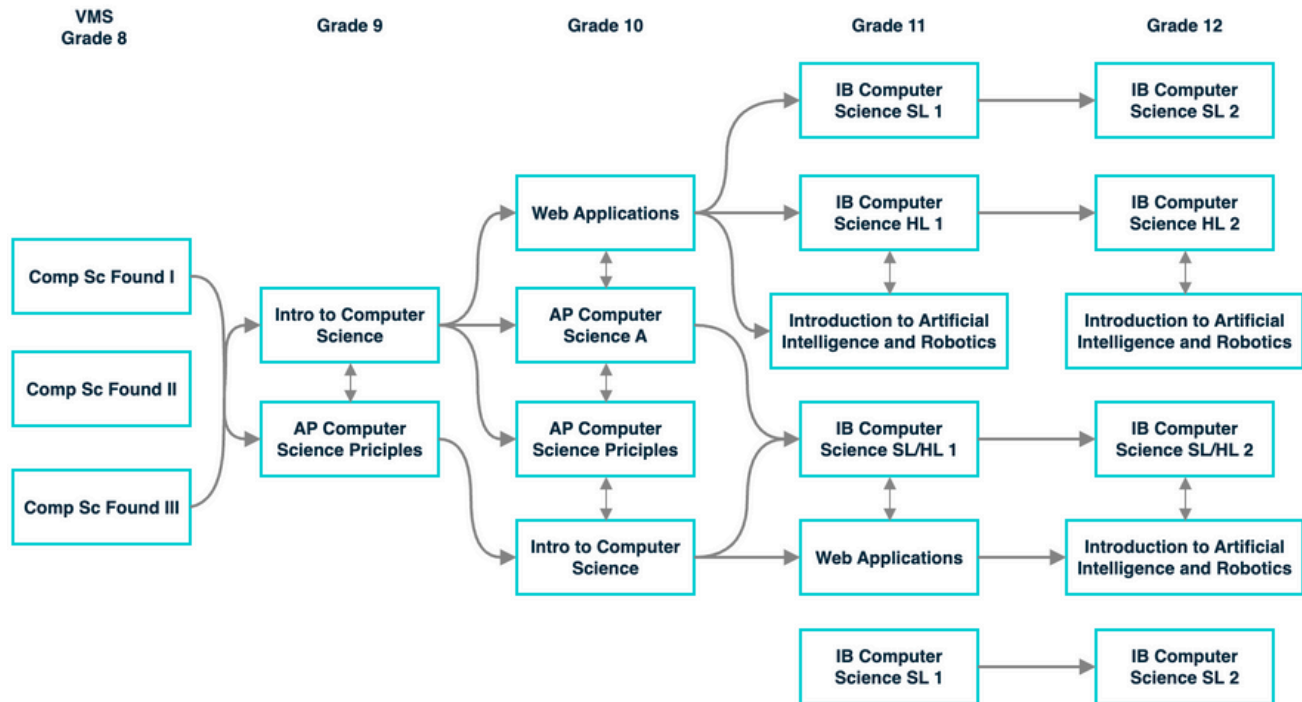 VMS
Grade 8
Grade 9
Grade 10
Grade 11
Grade 12
Comp Sc Found I
Comp Sc Found II
Comp Sc Found III
Intro to Computer
Science
AP Computer
Science Priciples
Web Applications
AP Computer
Science A
AP Computer
Science Priciples
Intro to Computer
Science
IB Computer
Science SL 1
IB Computer
Science HL 1
Introduction to Artificial
Intelligence and Robotics
IB Computer
Science SL/HL 1
Web Applications
IB Computer
Science SL 1
IB Computer
Science SL 2
IB Computer
Science HL 2
Introduction to Artificial
Intelligence and Robotics
IB Computer
Science SL/HL 2
Introduction to Artificial
Intelligence and Robotics
IB Computer
Science SL 2